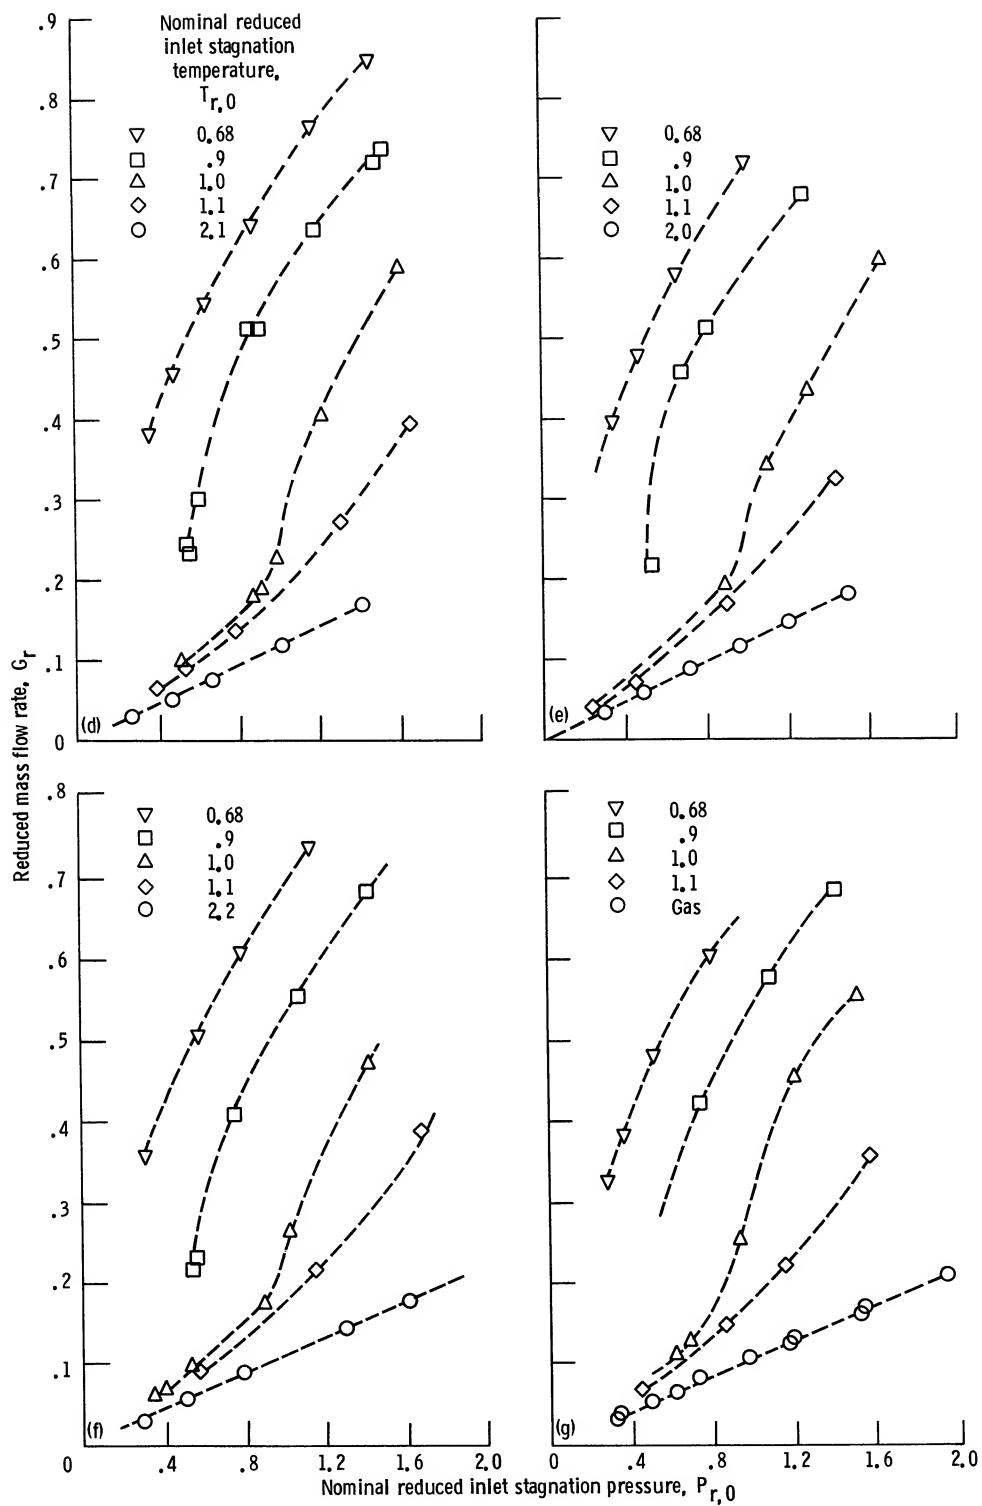 Nominal reduced
inlet stagnation
temperature,
Tr,0
0.68
.9
1.0
1.1
2.1
0.68
.9
1.0
1.1
2.0
.9
.8
.7
.6
.5
.4
.3
.2
.1
0
(d)
(e)
Reduced mass flow rate, Gr
0.68
.9
1.0
1.1
2.2
0.68
.9
1.0
1.1
Gas
.8
.7
.6
.5
.4
.3
.2
.1
(f)
(g)
0 .4 .8 1.2 1.6 2.0
0 .4 .8 1.2 1.6 2.0
Nominal reduced inlet stagnation pressure, Pr,0